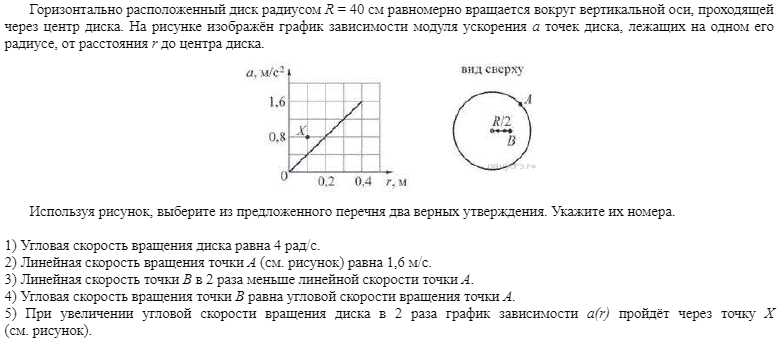 Горизонтально расположенный диск радиусом R = 40 см равномерно вращается вокруг вертикальной оси, проходящей
через центр диска. На рисунке изображён график зависимости модуля ускорения a точек диска, лежащих на одном его
радиусе, от расстояния r до центра диска.
a, м/с²
1,6
0,8
X
0
0,2
0,4
r, м
вид сверху
A
R/2
B
Используя рисунок, выберите из предложенного перечня два верных утверждения. Укажите их номера.
1) Угловая скорость вращения диска равна 4 рад/с.
2) Линейная скорость вращения точки A (см. рисунок) равна 1,6 м/с.
3) Линейная скорость точки B в 2 раза меньше линейной скорости точки A.
4) Угловая скорость вращения точки B равна угловой скорости вращения точки A.
5) При увеличении угловой скорости вращения диска в 2 раза график зависимости a(r) пройдёт через точку X
(см. рисунок).